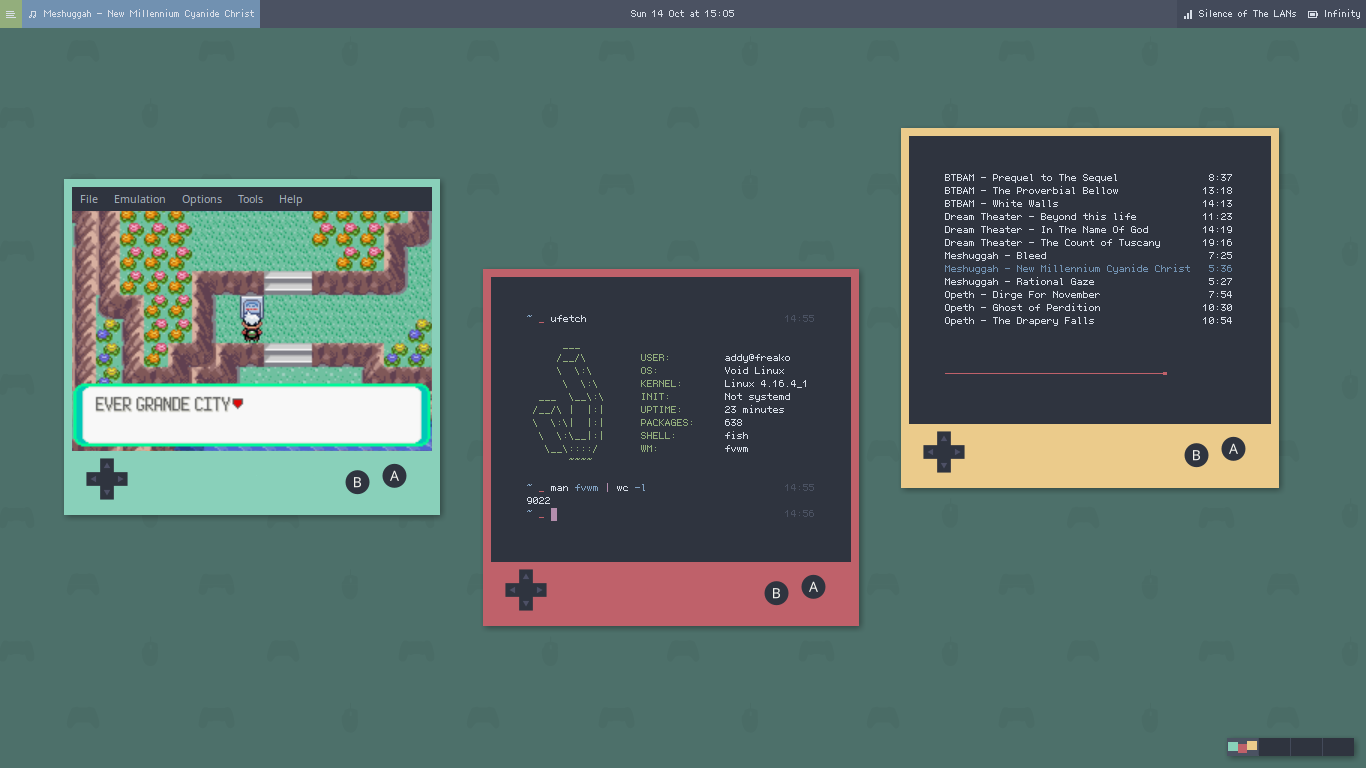 Meshuggah - New Millennium Cyanide Christ
Sun 14 Oct at 15:05
Silence of The LANs
Infinity
File Emulation Options Tools Help
EVER GRANDE CITY♥
B A
~ _ ufetch 14:55
      ___
     /__/\
     \  \:\
      \  \:\
  ___  \__\:\
 /__/\ |  |:|
 \  \:\|  |:|
  \  \:\__|:|
   \__\::::/
       ~~~~
USER: addy@freako
OS: Void Linux
KERNEL: Linux 4.16.4_1
INIT: Not systemd
UPTIME: 23 minutes
PACKAGES: 638
SHELL: fish
WM: fvwm
~ _ man fvwm | wc -l 14:55
9022
~ _ 14:56
B A
BTBAM - Prequel to The Sequel 8:37
BTBAM - The Proverbial Bellow 13:18
BTBAM - White Walls 14:13
Dream Theater - Beyond this life 11:23
Dream Theater - In The Name Of God 14:19
Dream Theater - The Count of Tuscany 19:16
Meshuggah - Bleed 7:25
Meshuggah - New Millennium Cyanide Christ 5:36
Meshuggah - Rational Gaze 5:27
Opeth - Dirge For November 7:54
Opeth - Ghost of Perdition 10:30
Opeth - The Drapery Falls 10:54
B A